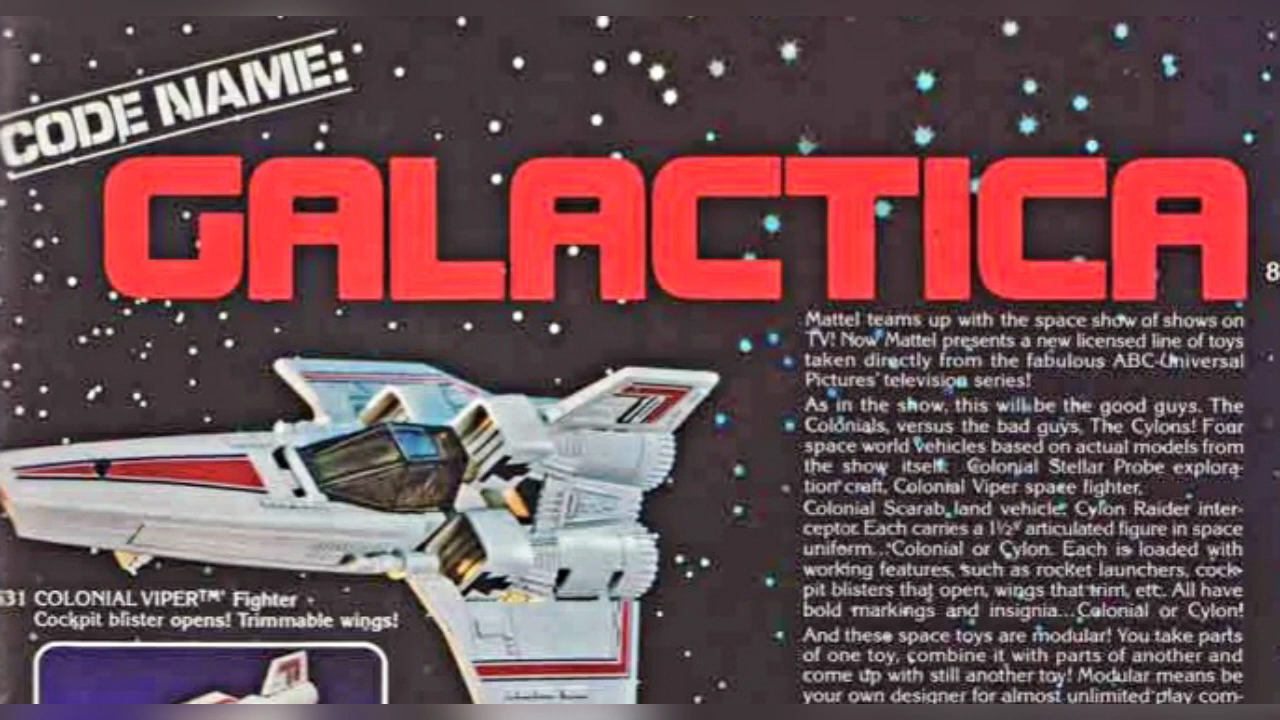 CODE NAME:
GALACTICA
8
Mattel teams up with the space show of shows on
TV! Now Mattel presents a new licensed line of toys
taken directly from the fabulous ABC-Universal
Pictures' television series!
As in the show, this will be the good guys. The
Colonials, versus the bad guys, The Cylons! Four
space world vehicles based on actual models from
the show itself: Colonial Stellar Probe explora-
tion craft, Colonial Viper space fighter,
Colonial Scarab land vehicle, Cylon Raider inter-
ceptor. Each carries a 1½" articulated figure in space
uniform...Colonial or Cylon. Each is loaded with
working features, such as rocket launchers, cock-
pit blisters that open, wings that trim, etc. All have
bold markings and insignia...Colonial or Cylon!
And these space toys are modular! You take parts
of one toy, combine it with parts of another and
come up with still another toy! Modular means be
your own designer for almost unlimited play com-
531 COLONIAL VIPER™ Fighter
Cockpit blister opens! Trimmable wings!